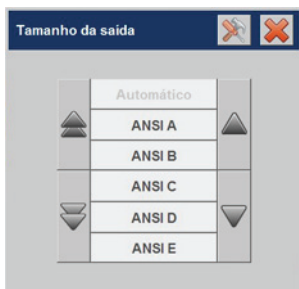 Tamanho da saída
Automático
ANSI A
ANSI B
ANSI C
ANSI D
ANSI E